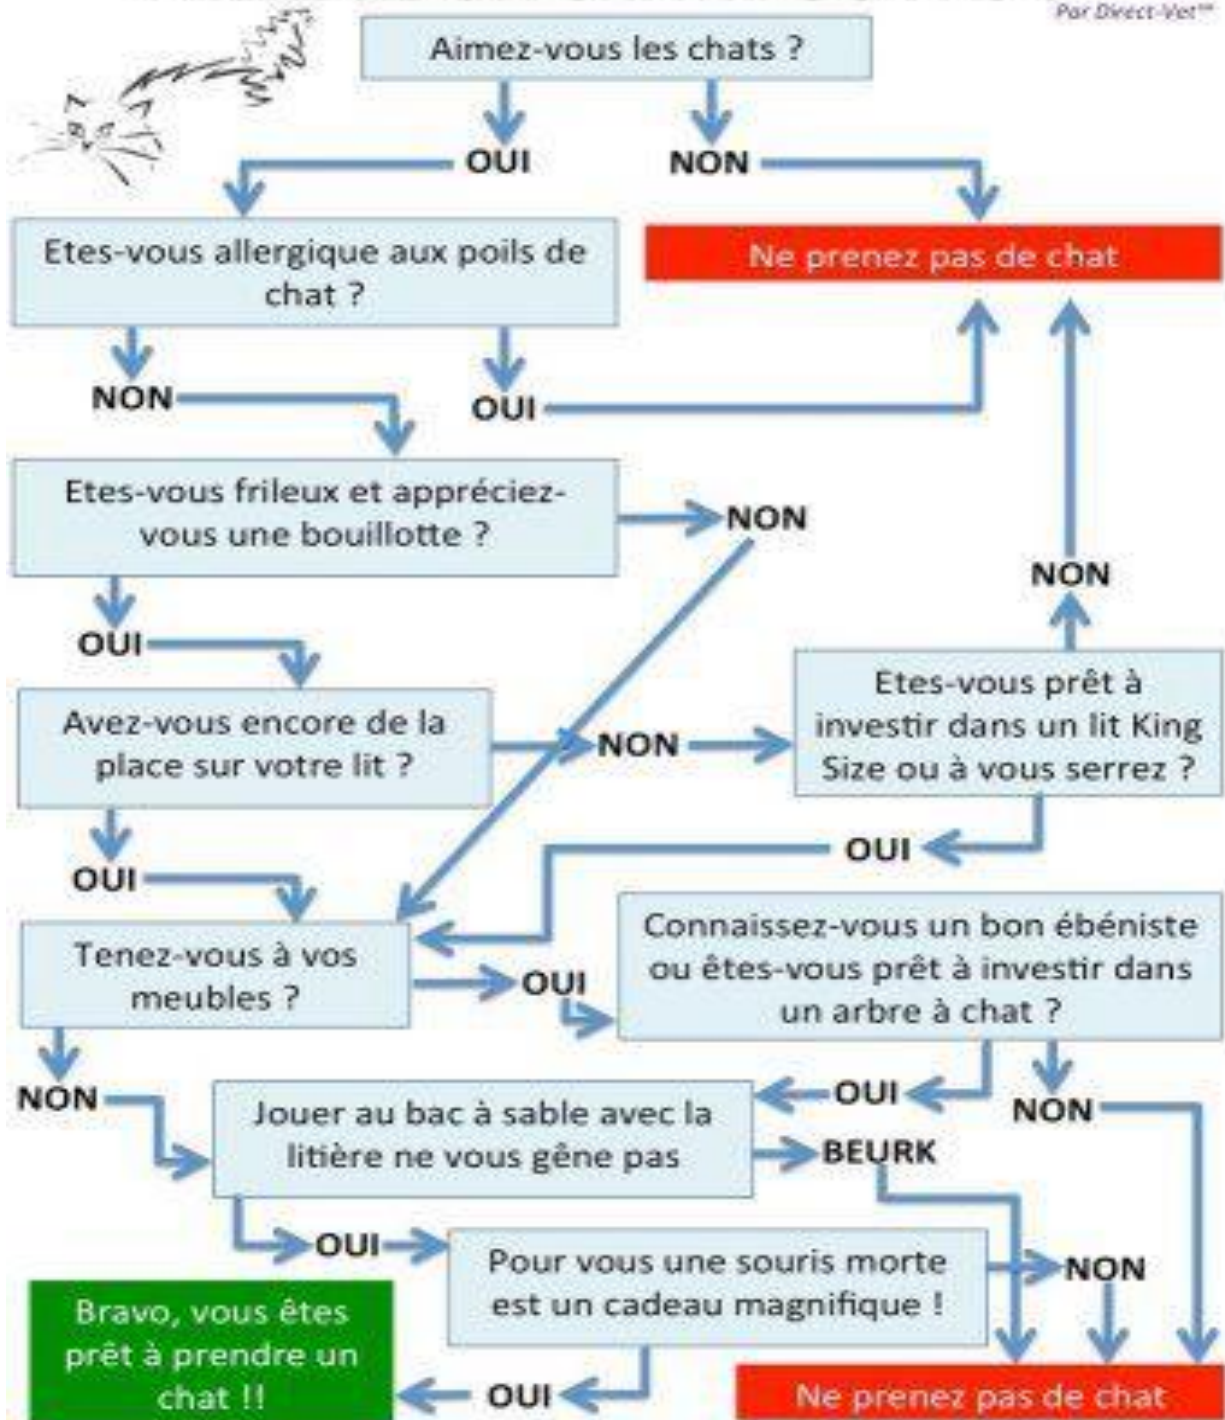 Par Direct-Vet
Aimez-vous les chats ?
OUI
NON
Etes-vous allergique aux poils de
chat ?
Ne prenez pas de chat
NON
OUI
Etes-vous frileux et appréciez-
vous une bouillotte ?
NON
NON
OUI
Avez-vous encore de la
place sur votre lit ?
NON
Etes-vous prêt à
investir dans un lit King
Size ou à vous serrez ?
OUI
OUI
Tenez-vous à vos
meubles ?
OUI
Connaissez-vous un bon ébéniste
ou êtes-vous prêt à investir dans
un arbre à chat ?
NON
OUI
NON
Jouer au bac à sable avec la
litière ne vous gêne pas
BEURK
OUI
Pour vous une souris morte
est un cadeau magnifique !
NON
Bravo, vous êtes
prêt à prendre un
chat !!
OUI
Ne prenez pas de chat